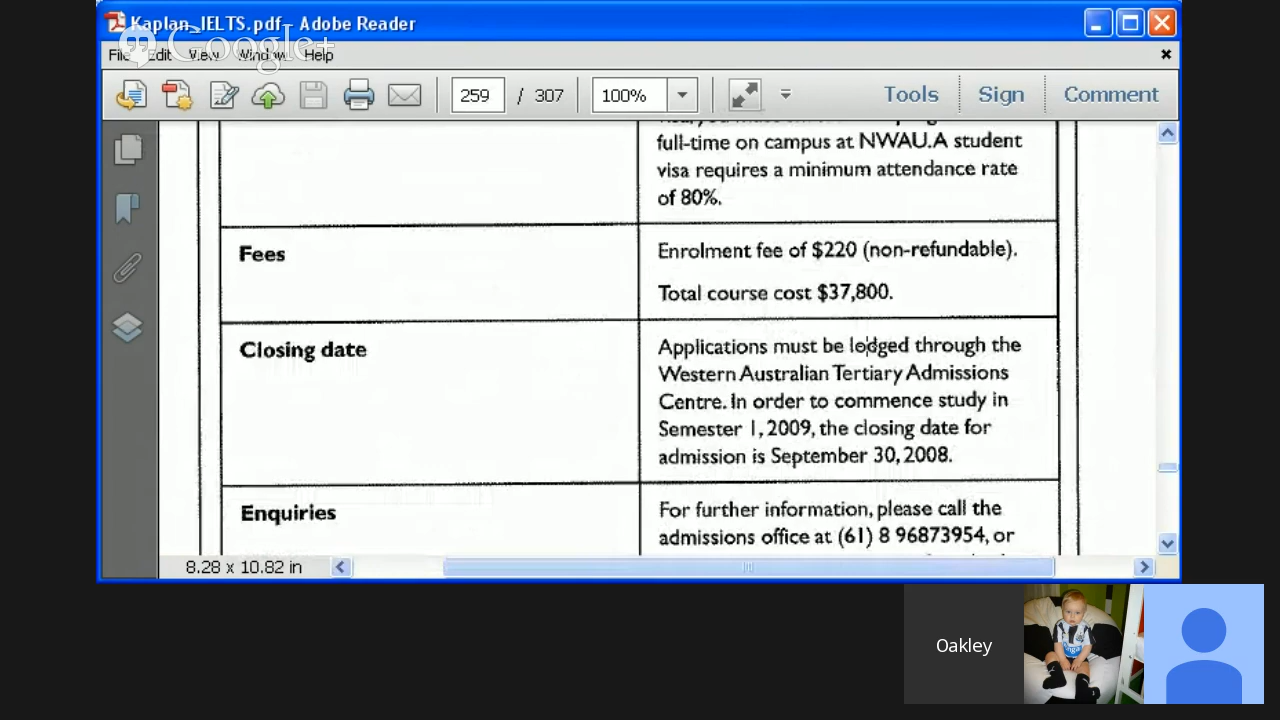 Kaplan_IELTS.pdf - Adobe Reader
Google+
File Edit View Window Help
259 / 307 100% Tools Sign Comment
full-time on campus at NWAU.A student
visa requires a minimum attendance rate
of 80%.
Fees
Enrolment fee of $220 (non-refundable).
Total course cost $37,800.
Closing date
Applications must be lodged through the
Western Australian Tertiary Admissions
Centre. In order to commence study in
Semester 1, 2009, the closing date for
admission is September 30, 2008.
Enquiries
For further information, please call the
admissions office at (61) 8 96873954, or
8.28 x 10.82 in
Oakley